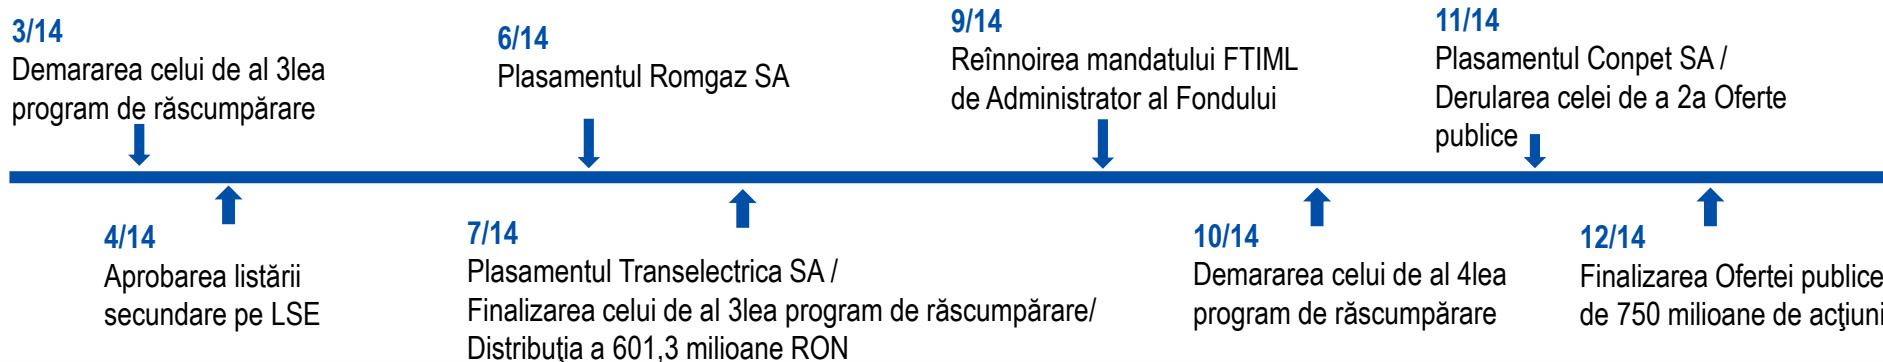 3/14
Demararea celui de al 3lea
program de răscumpărare
6/14
Plasamentul Romgaz SA
9/14
Reînnoirea mandatului FTIML
de Administrator al Fondului
11/14
Plasamentul Conpet SA /
Derularea celei de a 2a Oferte
publice
4/14
Aprobarea listării
secundare pe LSE
7/14
Plasamentul Transelectrica SA /
Finalizarea celui de al 3lea program de răscumpărare/
Distribuţia a 601,3 milioane RON
10/14
Demararea celui de al 4lea
program de răscumpărare
12/14
Finalizarea Ofertei publice
de 750 milioane de acţiuni